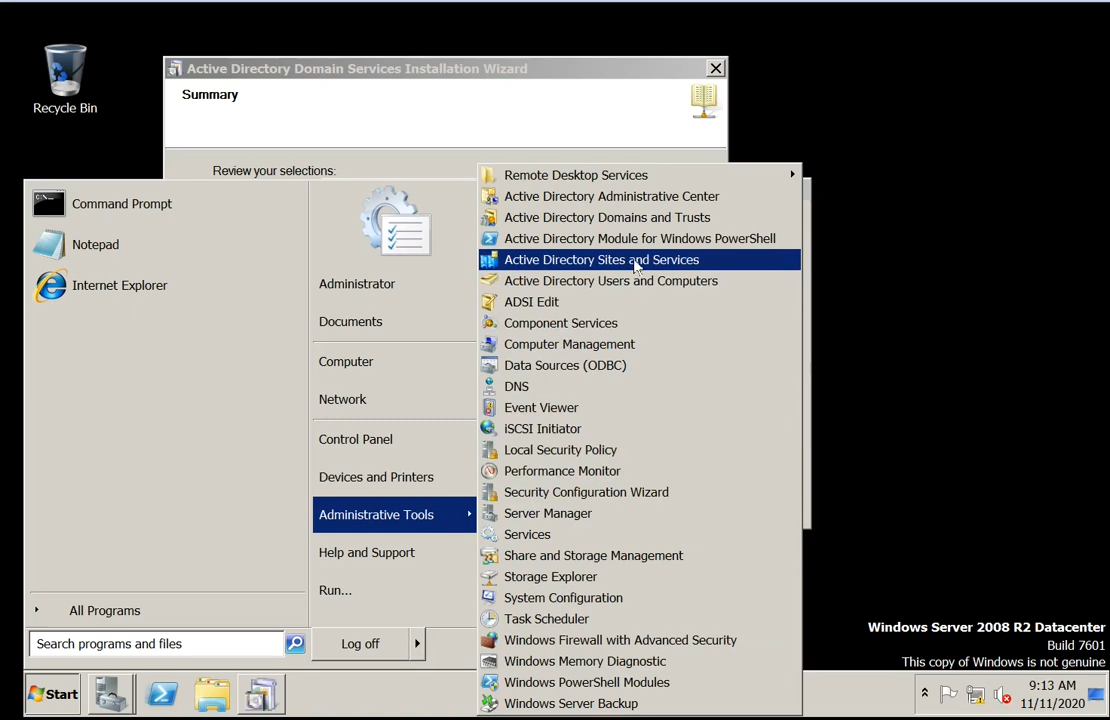 Recycle Bin
Active Directory Domain Services Installation Wizard
Summary
Review your selections:
Command Prompt
Notepad
Internet Explorer
All Programs
Search programs and files
Administrator
Documents
Computer
Network
Control Panel
Devices and Printers
Administrative Tools
Help and Support
Run...
Log off
Remote Desktop Services
Active Directory Administrative Center
Active Directory Domains and Trusts
Active Directory Module for Windows PowerShell
Active Directory Sites and Services
Active Directory Users and Computers
ADSI Edit
Component Services
Computer Management
Data Sources (ODBC)
DNS
Event Viewer
iSCSI Initiator
Local Security Policy
Performance Monitor
Security Configuration Wizard
Server Manager
Services
Share and Storage Management
Storage Explorer
System Configuration
Task Scheduler
Windows Firewall with Advanced Security
Windows Memory Diagnostic
Windows PowerShell Modules
Windows Server Backup
Windows Server 2008 R2 Datacenter
Build 7601
This copy of Windows is not genuine
Start
9:13 AM
11/11/2020